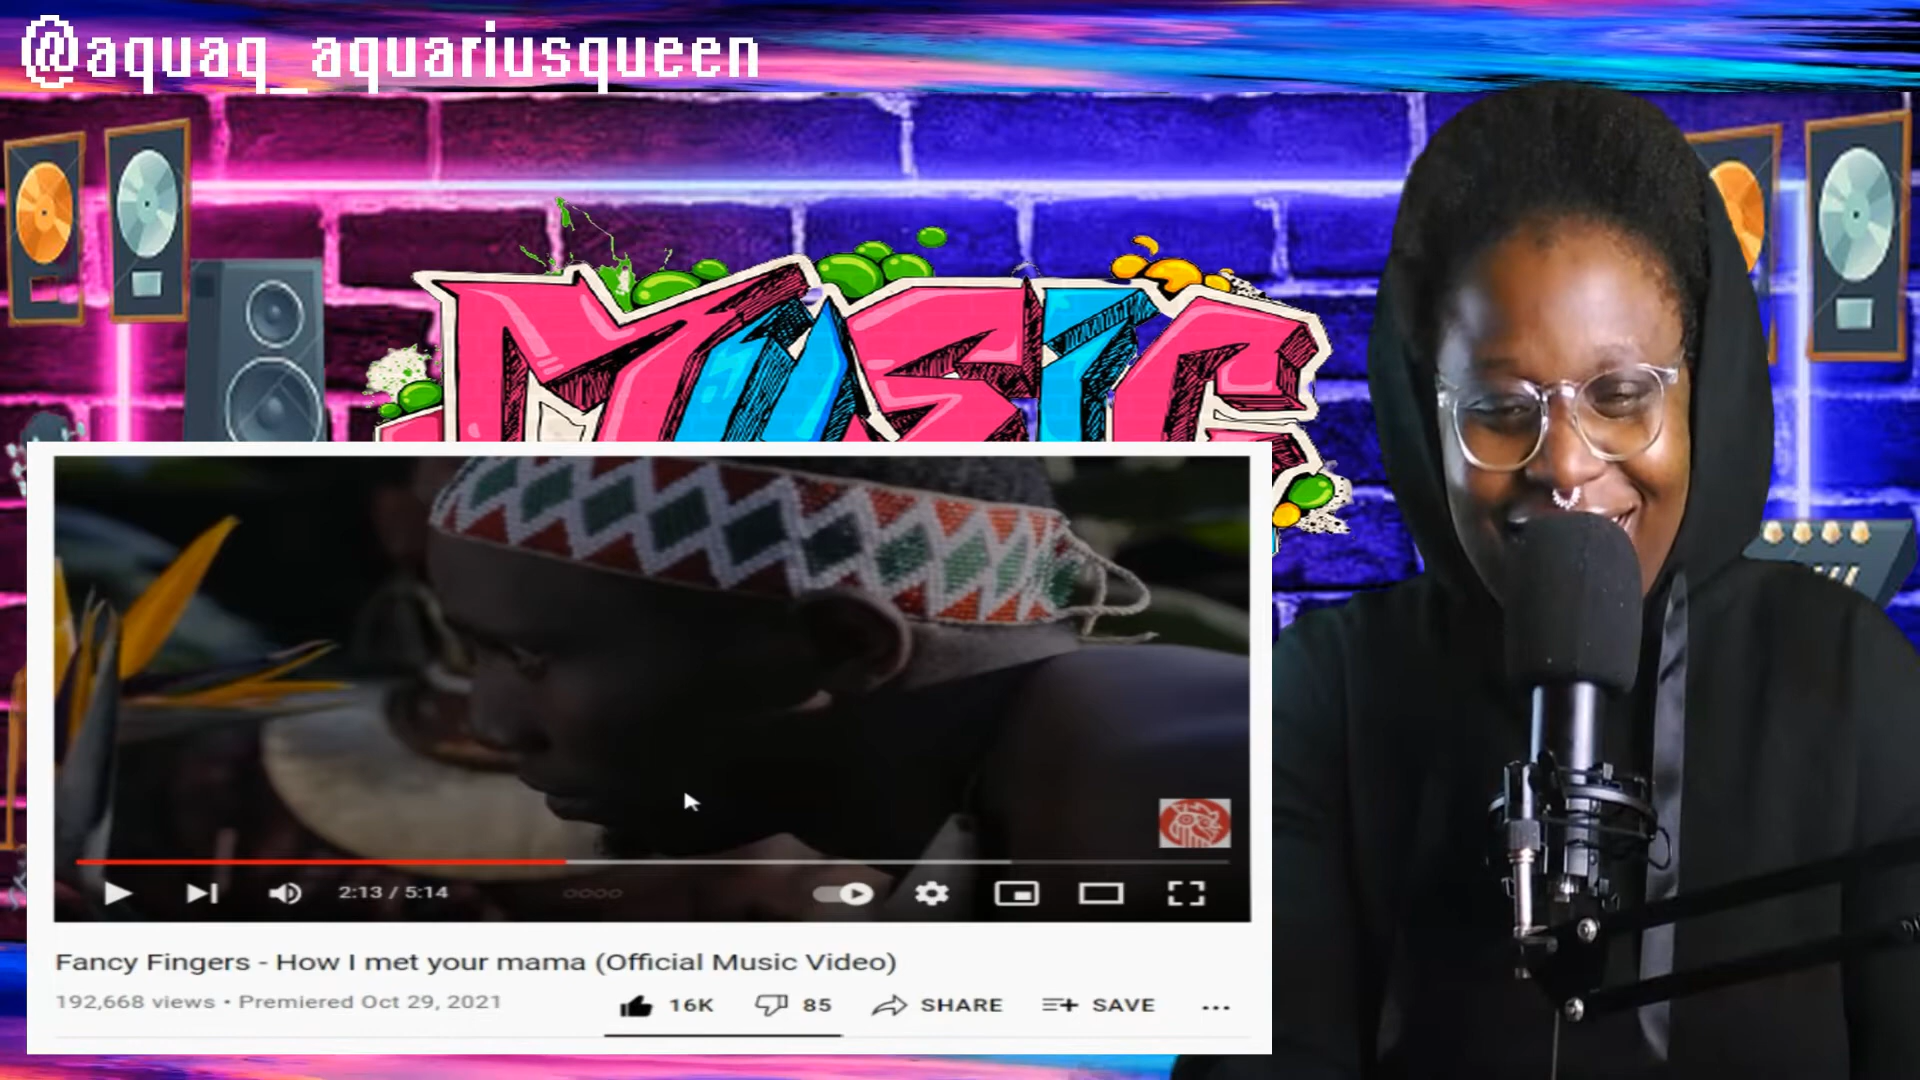 @aquaq_aquariusqueen
MUSIC
2:13 / 5:14
Fancy Fingers - How I met your mama (Official Music Video)
192,668 views • Premiered Oct 29, 2021
16K
85
SHARE
SAVE